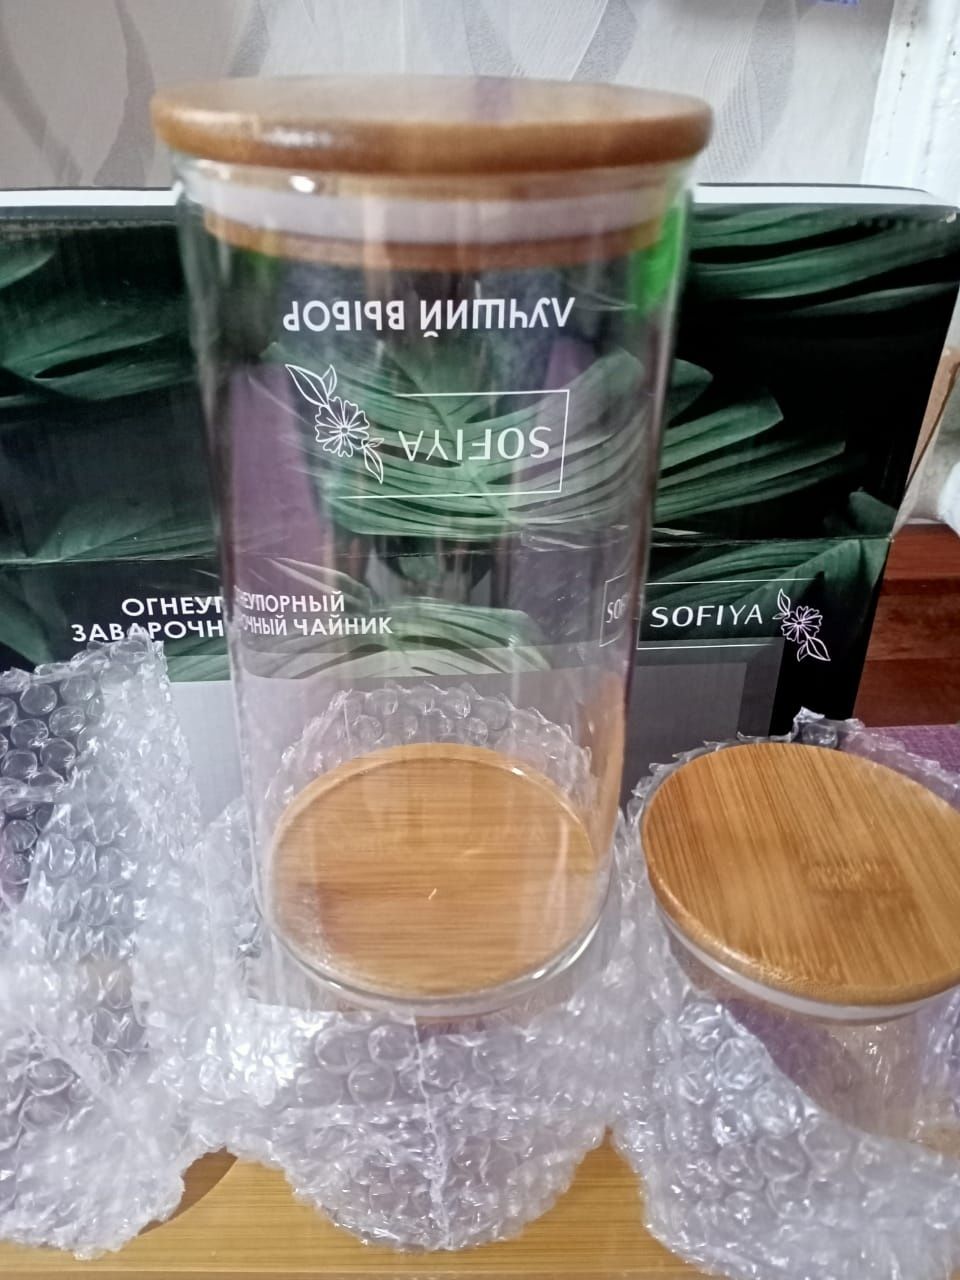 ЛУЧШИЙ ВЫБОР
SOFIYA
ОГНЕУПОРНЫЙ
ЗАВАРОЧНЫЙ ЧАЙНИК
SOFIYA